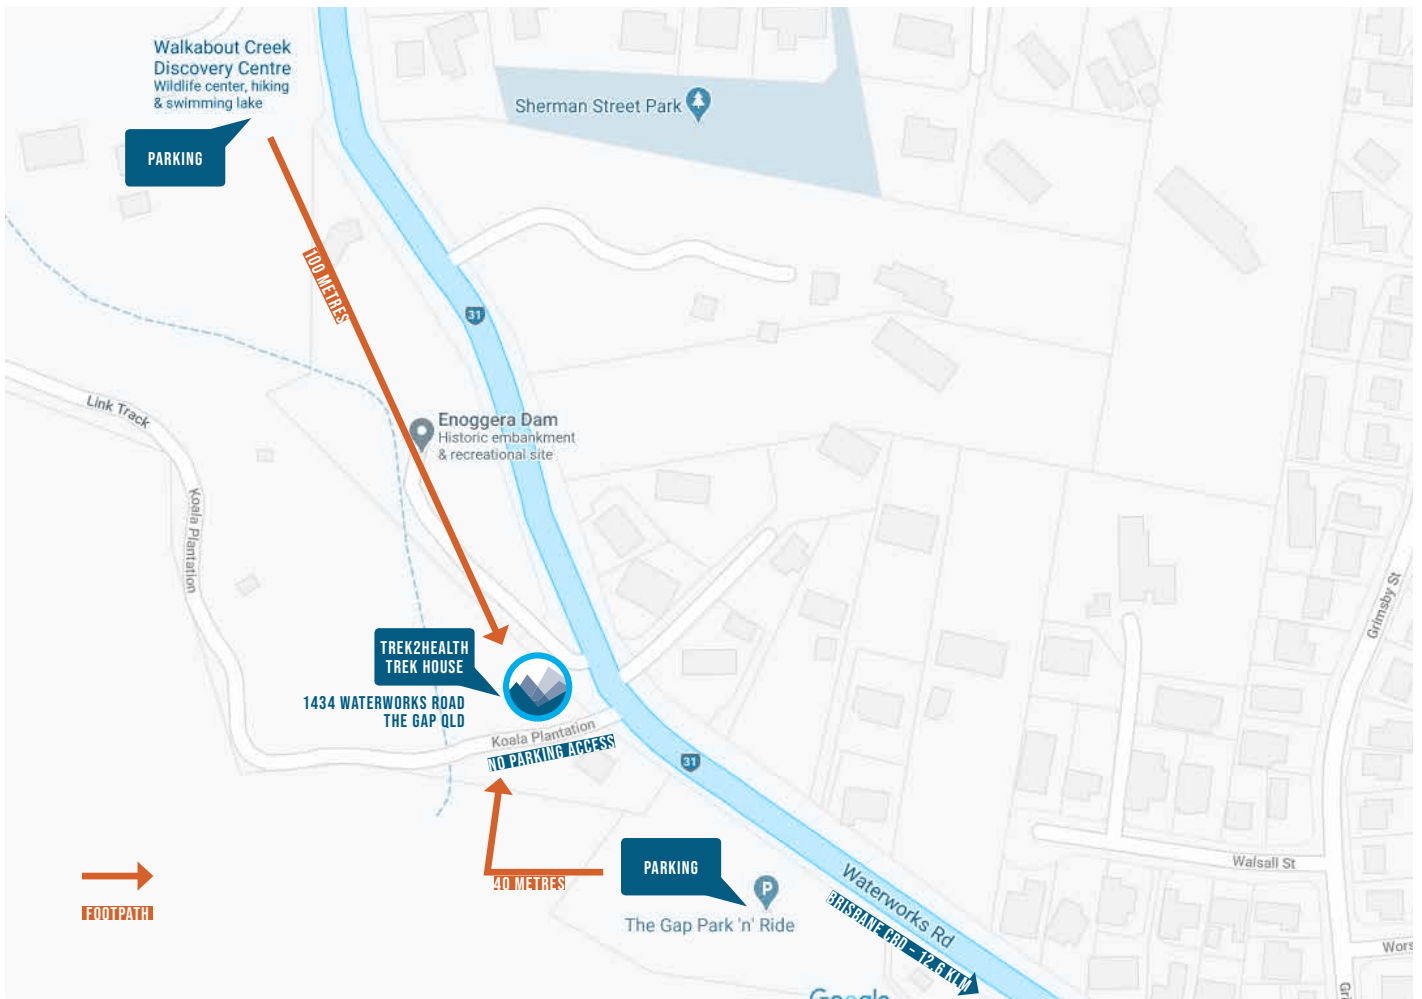 Walkabout Creek
Discovery Centre
Wildlife center, hiking
& swimming lake
PARKING
Sherman Street Park
100 METRES
31
Link Track
Enoggera Dam
Historic embankment
& recreational site
Koala Plantation
Grimsby St
TREK2HEALTH
TREK HOUSE
1434 WATERWORKS ROAD
THE GAP QLD
Koala Plantation
NO PARKING ACCESS
31
PARKING
40 METRES
P
The Gap Park 'n' Ride
FOOTPATH
Waterworks Rd
BRISBANE CBD - 12.6 KLM
Walsall St
Wors
Gri
Google